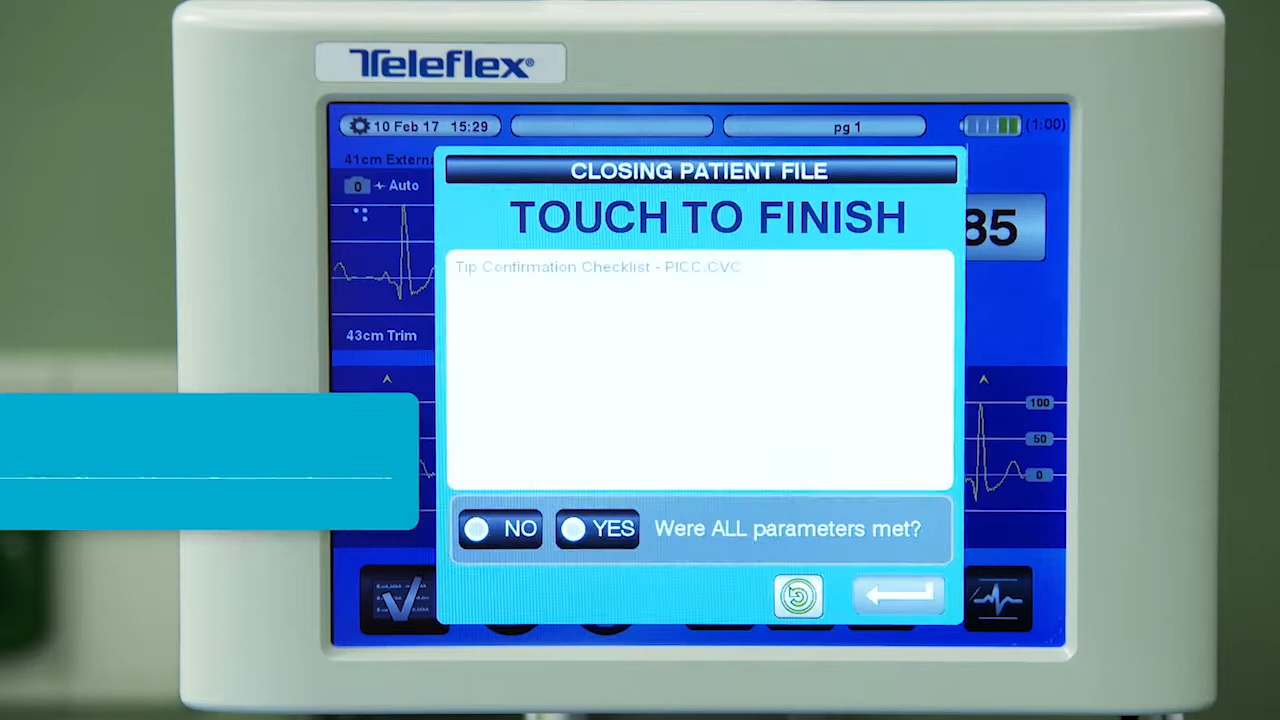 Teleflex®
10 Feb 17 15:29
pg 1
(1:00)
41cm Externa
0 Auto
85
43cm Trim
100
50
0
CLOSING PATIENT FILE
TOUCH TO FINISH
Tip Confirmation Checklist - PICC/CVC
NO YES Were ALL parameters met?